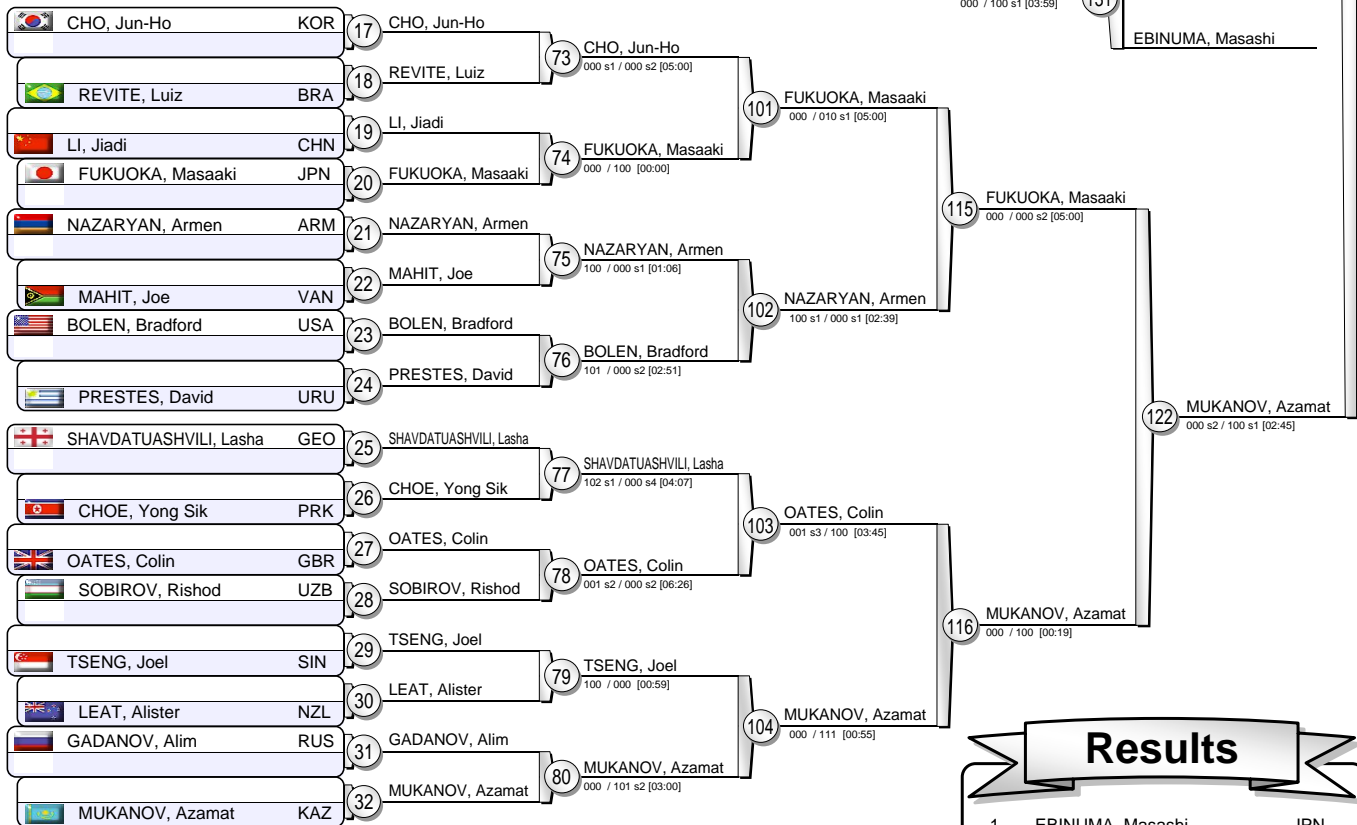 000 / 100 s1 [03:59]
EBINUMA, Masashi
CHO, Jun-Ho KOR
17
CHO, Jun-Ho
REVITE, Luiz BRA
18
REVITE, Luiz
73
CHO, Jun-Ho
000 s1 / 000 s2 [05:00]
LI, Jiadi CHN
19
LI, Jiadi
FUKUOKA, Masaaki JPN
20
FUKUOKA, Masaaki
74
FUKUOKA, Masaaki
000 / 100 [00:00]
101
FUKUOKA, Masaaki
000 / 010 s1 [05:00]
NAZARYAN, Armen ARM
21
NAZARYAN, Armen
MAHIT, Joe VAN
22
MAHIT, Joe
75
NAZARYAN, Armen
100 / 000 s1 [01:06]
BOLEN, Bradford USA
23
BOLEN, Bradford
PRESTES, David URU
24
PRESTES, David
76
BOLEN, Bradford
101 / 000 s2 [02:51]
102
NAZARYAN, Armen
100 s1 / 000 s1 [02:39]
115
FUKUOKA, Masaaki
000 / 000 s2 [05:00]
SHAVDATUASHVILI, Lasha GEO
25
SHAVDATUASHVILI, Lasha
CHOE, Yong Sik PRK
26
CHOE, Yong Sik
77
SHAVDATUASHVILI, Lasha
102 s1 / 000 s4 [04:07]
OATES, Colin GBR
27
OATES, Colin
SOBIROV, Rishod UZB
28
SOBIROV, Rishod
78
OATES, Colin
001 s2 / 000 s2 [06:26]
103
OATES, Colin
001 s3 / 100 [03:45]
TSENG, Joel SIN
29
TSENG, Joel
LEAT, Alister NZL
30
LEAT, Alister
79
TSENG, Joel
100 / 000 [00:59]
GADANOV, Alim RUS
31
GADANOV, Alim
MUKANOV, Azamat KAZ
32
MUKANOV, Azamat
80
MUKANOV, Azamat
000 / 101 s2 [03:00]
104
MUKANOV, Azamat
000 / 111 [00:55]
116
MUKANOV, Azamat
000 / 100 [00:19]
122
MUKANOV, Azamat
000 s2 / 100 s1 [02:45]
Results
1 EBINUMA, Masashi JPN